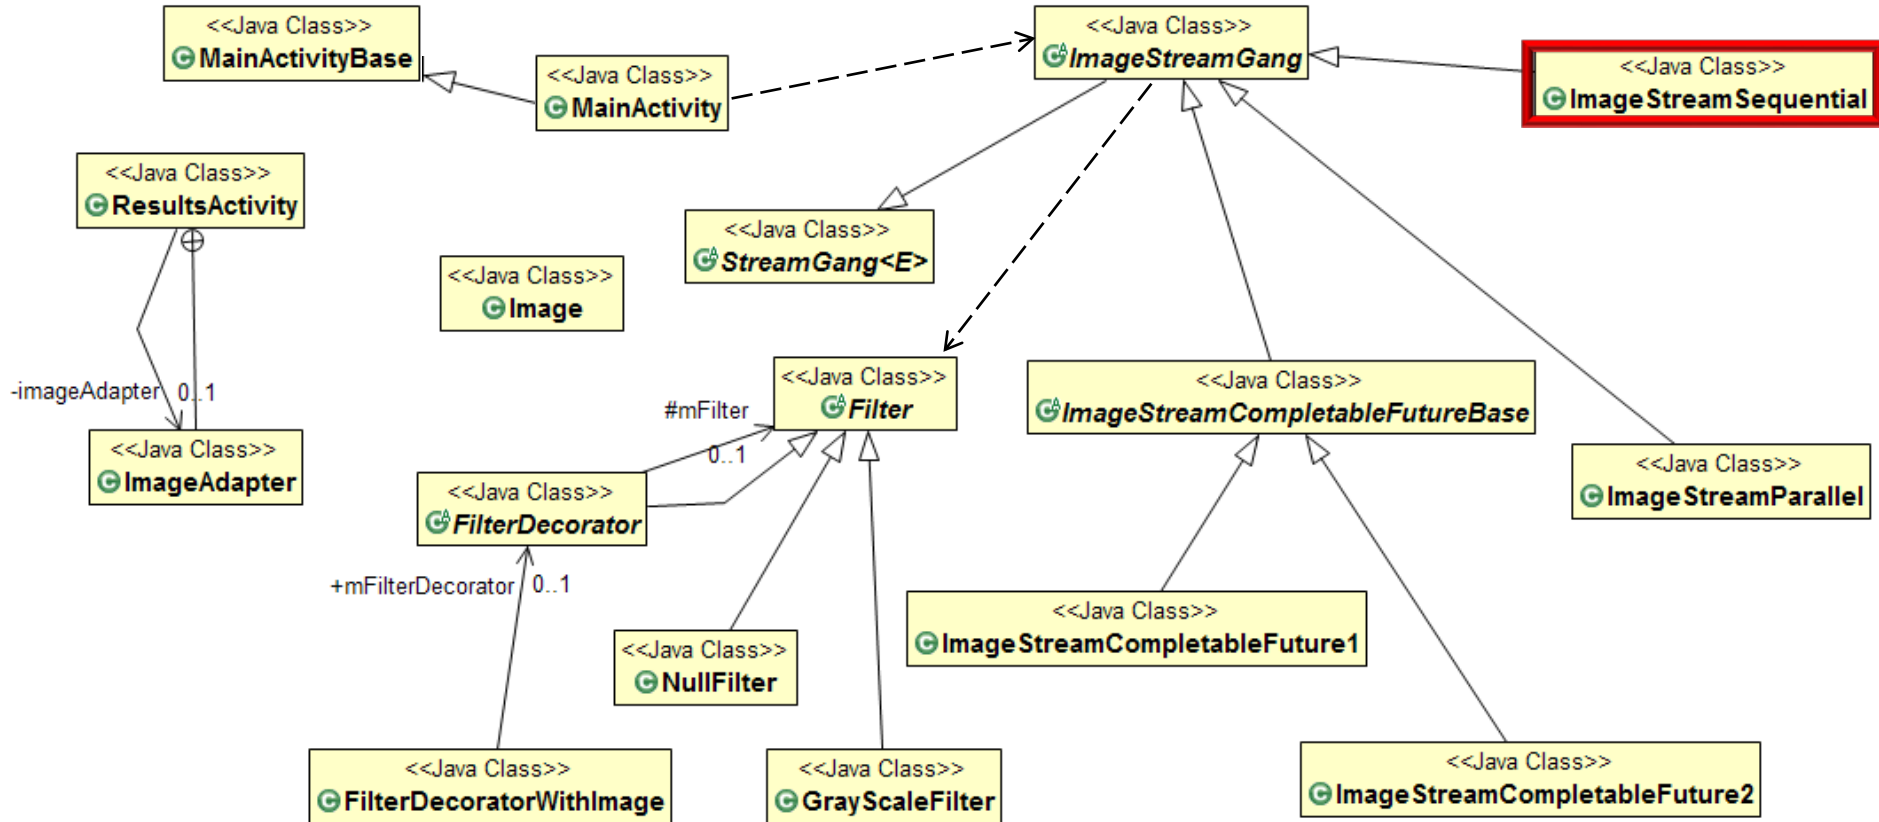 <<Java Class>>
MainActivityBase
<<Java Class>>
MainActivity
<<Java Class>>
ImageStreamGang
<<Java Class>>
ImageStreamSequential
<<Java Class>>
ResultsActivity
<<Java Class>>
StreamGang<E>
<<Java Class>>
Image
-imageAdapter 0..1
<<Java Class>>
ImageAdapter
<<Java Class>>
Filter
#mFilter
0..1
<<Java Class>>
ImageStreamCompletableFutureBase
<<Java Class>>
ImageStreamParallel
<<Java Class>>
FilterDecorator
+mFilterDecorator 0..1
<<Java Class>>
ImageStreamCompletableFuture1
<<Java Class>>
NullFilter
<<Java Class>>
FilterDecoratorWithImage
<<Java Class>>
GrayScaleFilter
<<Java Class>>
ImageStreamCompletableFuture2